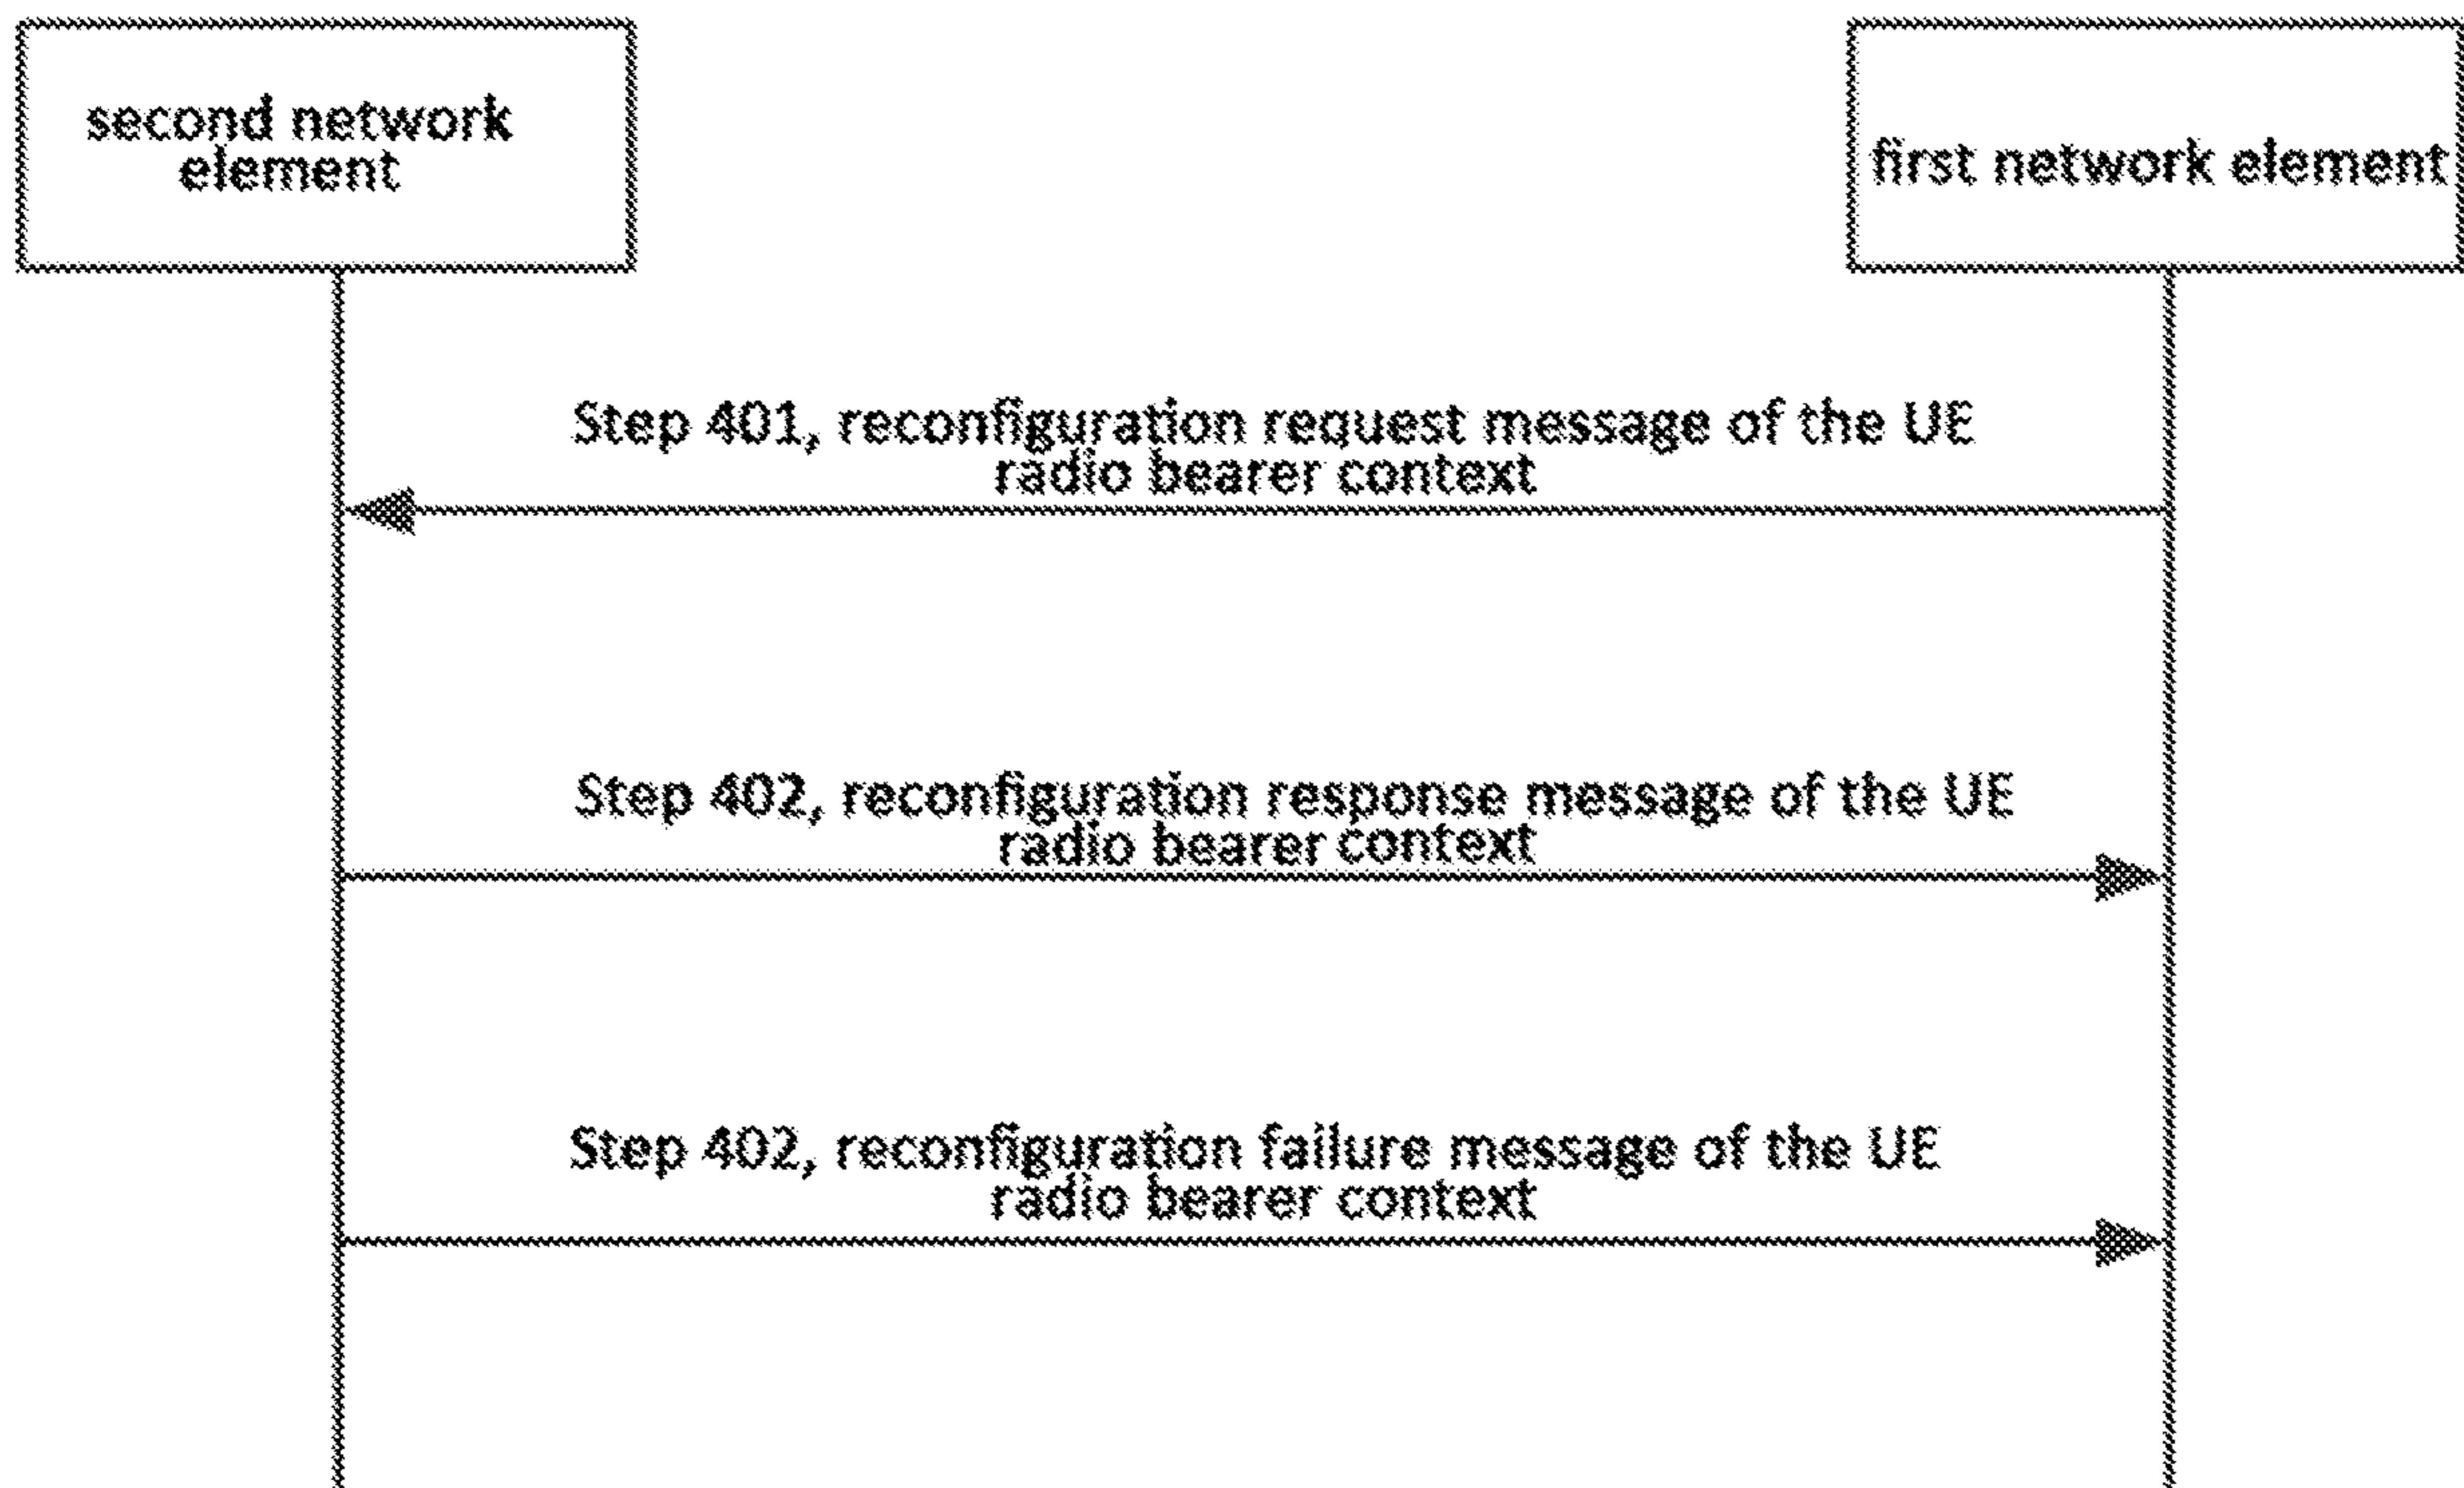 second network
element
first network element
Step 401, reconfiguration request message of the UE
radio bearer context
Step 402, reconfiguration response message of the UE
radio bearer context
Step 402, reconfiguration failure message of the UE
radio bearer context